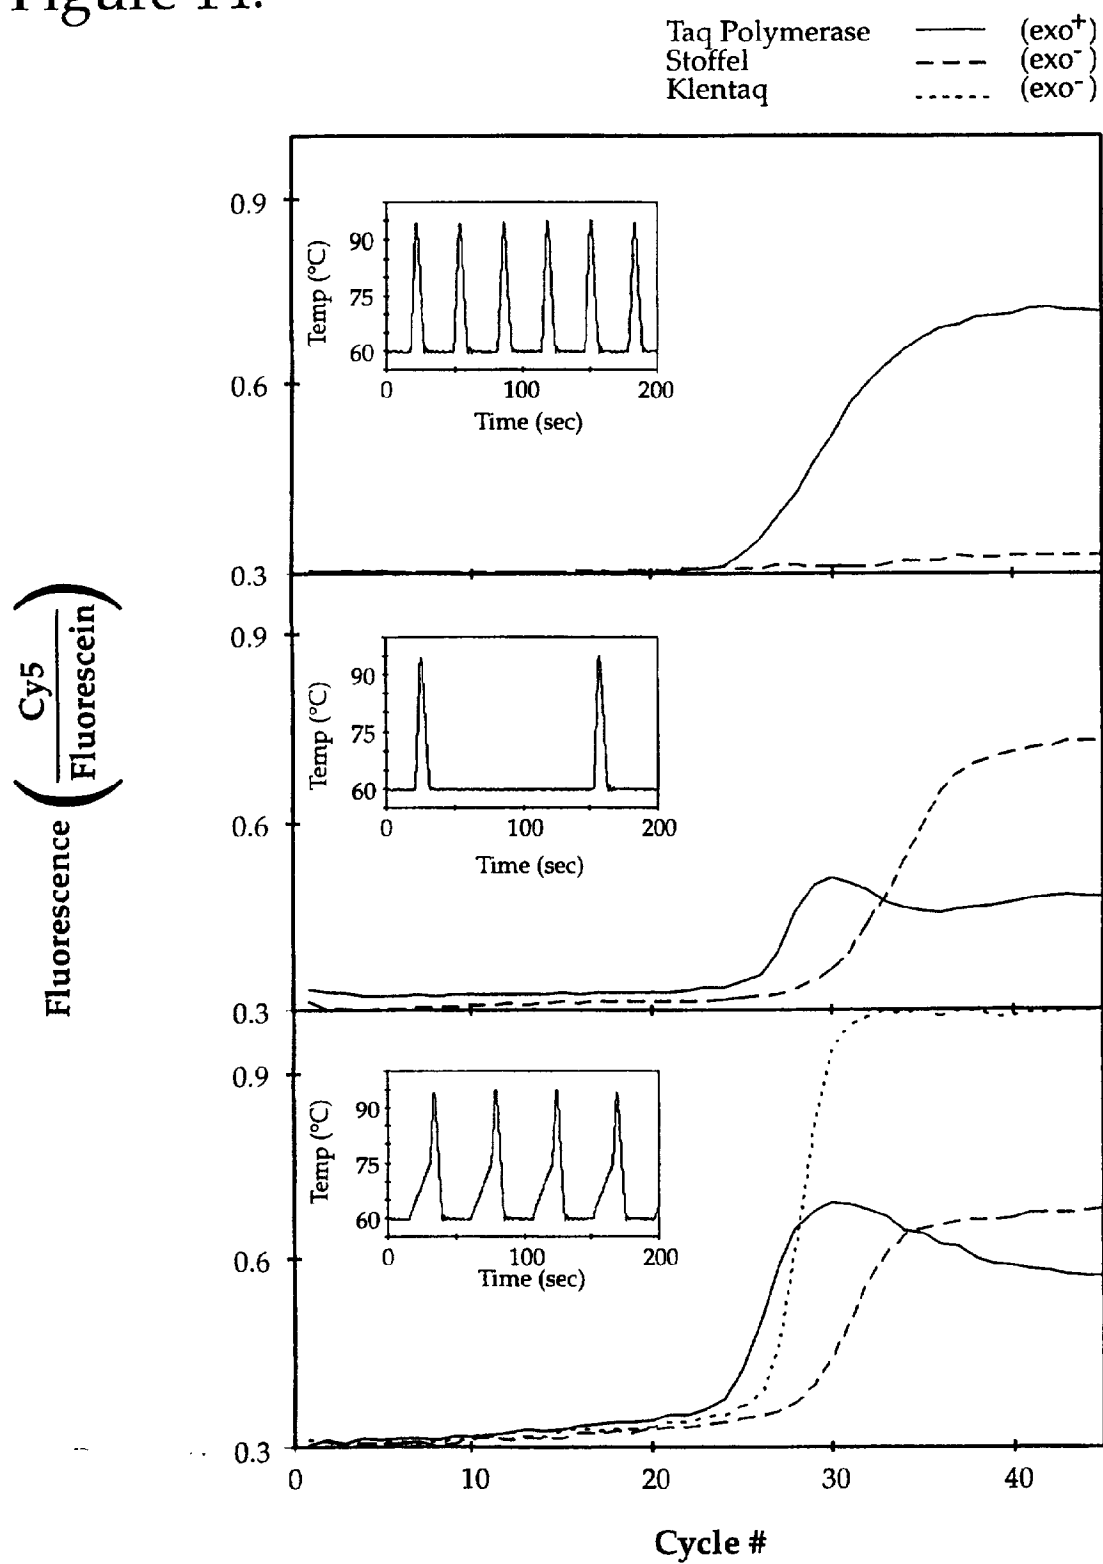 Figure 11.
Taq Polymerase (exo+)
Stoffel (exo-)
Klentaq (exo-)
0.9
0.6
0.3
Temp (°C)
90
75
60
0 100 200
Time (sec)
0.9
0.6
0.3
Temp (°C)
90
75
60
0 100 200
Time (sec)
0.9
0.6
0.3
Temp (°C)
90
75
60
0 100 200
Time (sec)
0 10 20 30 40
Cycle #
Fluorescence (Cy5
Fluorescein)